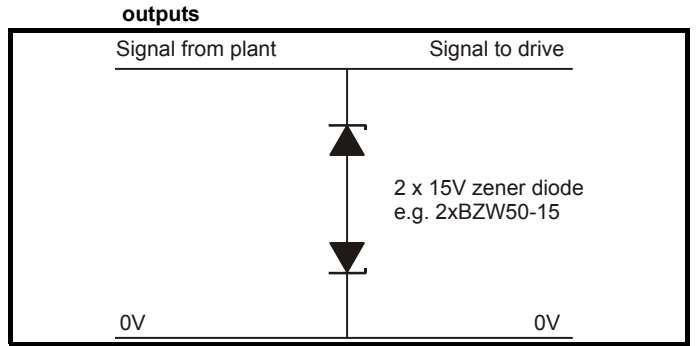 outputs
Signal from plant
Signal to drive
2 x 15V zener diode
e.g. 2xBZW50-15
0V
0V